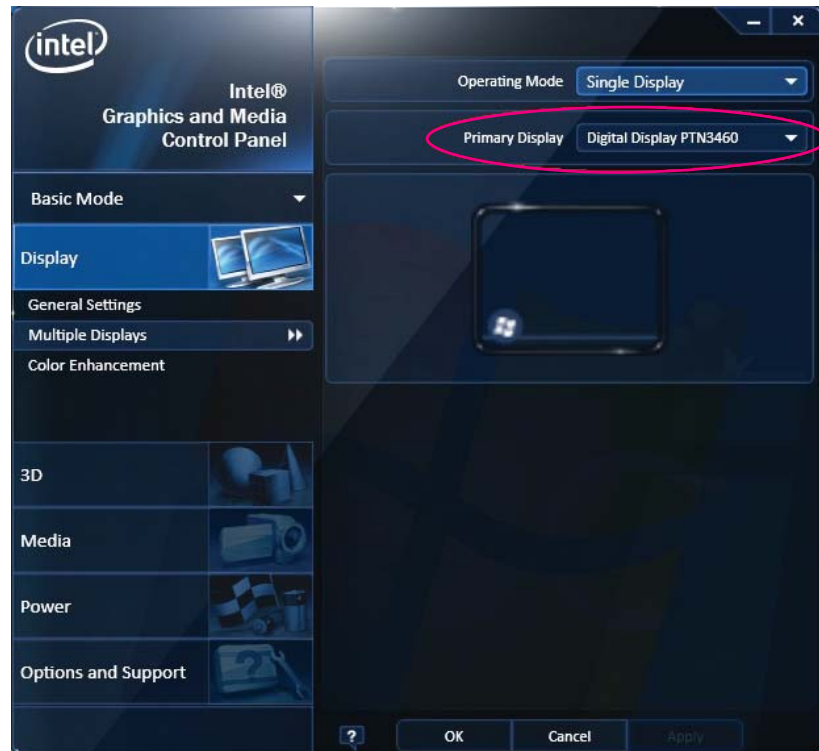 intel
Intel®
Graphics and Media
Control Panel
Basic Mode
Display
General Settings
Multiple Displays
Color Enhancement
3D
Media
Power
Options and Support
Operating Mode Single Display
Primary Display Digital Display PTN3460
? OK Cancel Apply